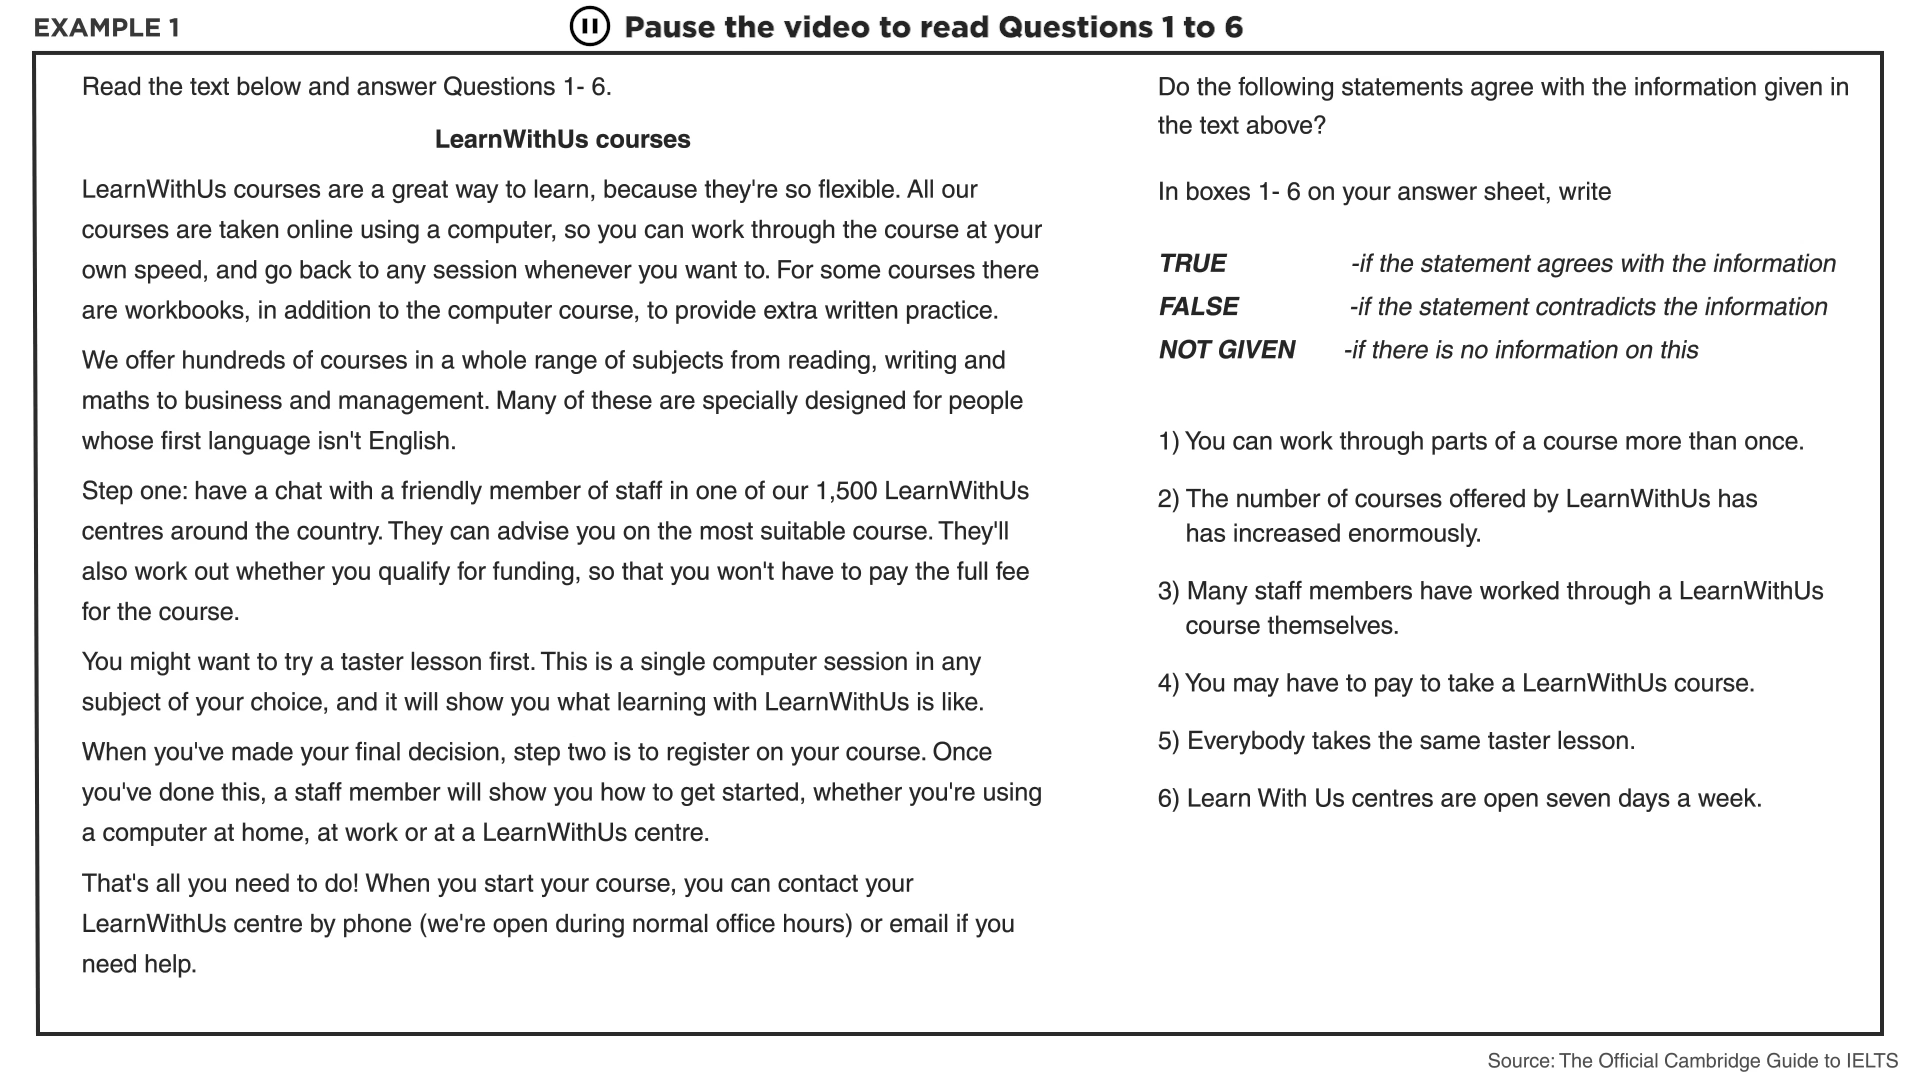 EXAMPLE 1
Pause the video to read Questions 1 to 6
Read the text below and answer Questions 1- 6.
LearnWithUs courses
LearnWithUs courses are a great way to learn, because they're so flexible. All our
courses are taken online using a computer, so you can work through the course at your
own speed, and go back to any session whenever you want to. For some courses there
are workbooks, in addition to the computer course, to provide extra written practice.
We offer hundreds of courses in a whole range of subjects from reading, writing and
maths to business and management. Many of these are specially designed for people
whose first language isn't English.
Step one: have a chat with a friendly member of staff in one of our 1,500 LearnWithUs
centres around the country. They can advise you on the most suitable course. They'll
also work out whether you qualify for funding, so that you won't have to pay the full fee
for the course.
You might want to try a taster lesson first. This is a single computer session in any
subject of your choice, and it will show you what learning with LearnWithUs is like.
When you've made your final decision, step two is to register on your course. Once
you've done this, a staff member will show you how to get started, whether you're using
a computer at home, at work or at a LearnWithUs centre.
That's all you need to do! When you start your course, you can contact your
LearnWithUs centre by phone (we're open during normal office hours) or email if you
need help.
Do the following statements agree with the information given in
the text above?
In boxes 1- 6 on your answer sheet, write
TRUE -if the statement agrees with the information
FALSE -if the statement contradicts the information
NOT GIVEN -if there is no information on this
1) You can work through parts of a course more than once.
2) The number of courses offered by LearnWithUs has
has increased enormously.
3) Many staff members have worked through a LearnWithUs
course themselves.
4) You may have to pay to take a LearnWithUs course.
5) Everybody takes the same taster lesson.
6) Learn With Us centres are open seven days a week.
Source: The Official Cambridge Guide to IELTS